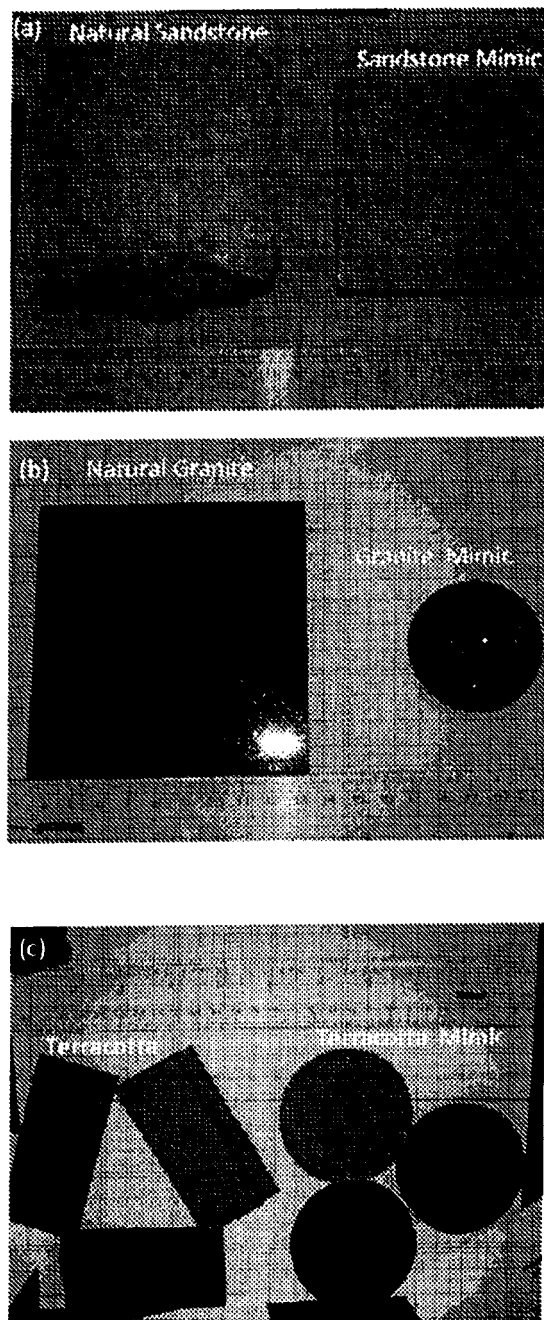 (a) Natural Sandstone
Sandstone Mimic
(b) Natural Granite
Granite Mimic
(c)
Terracotta
Terracotta Mimic